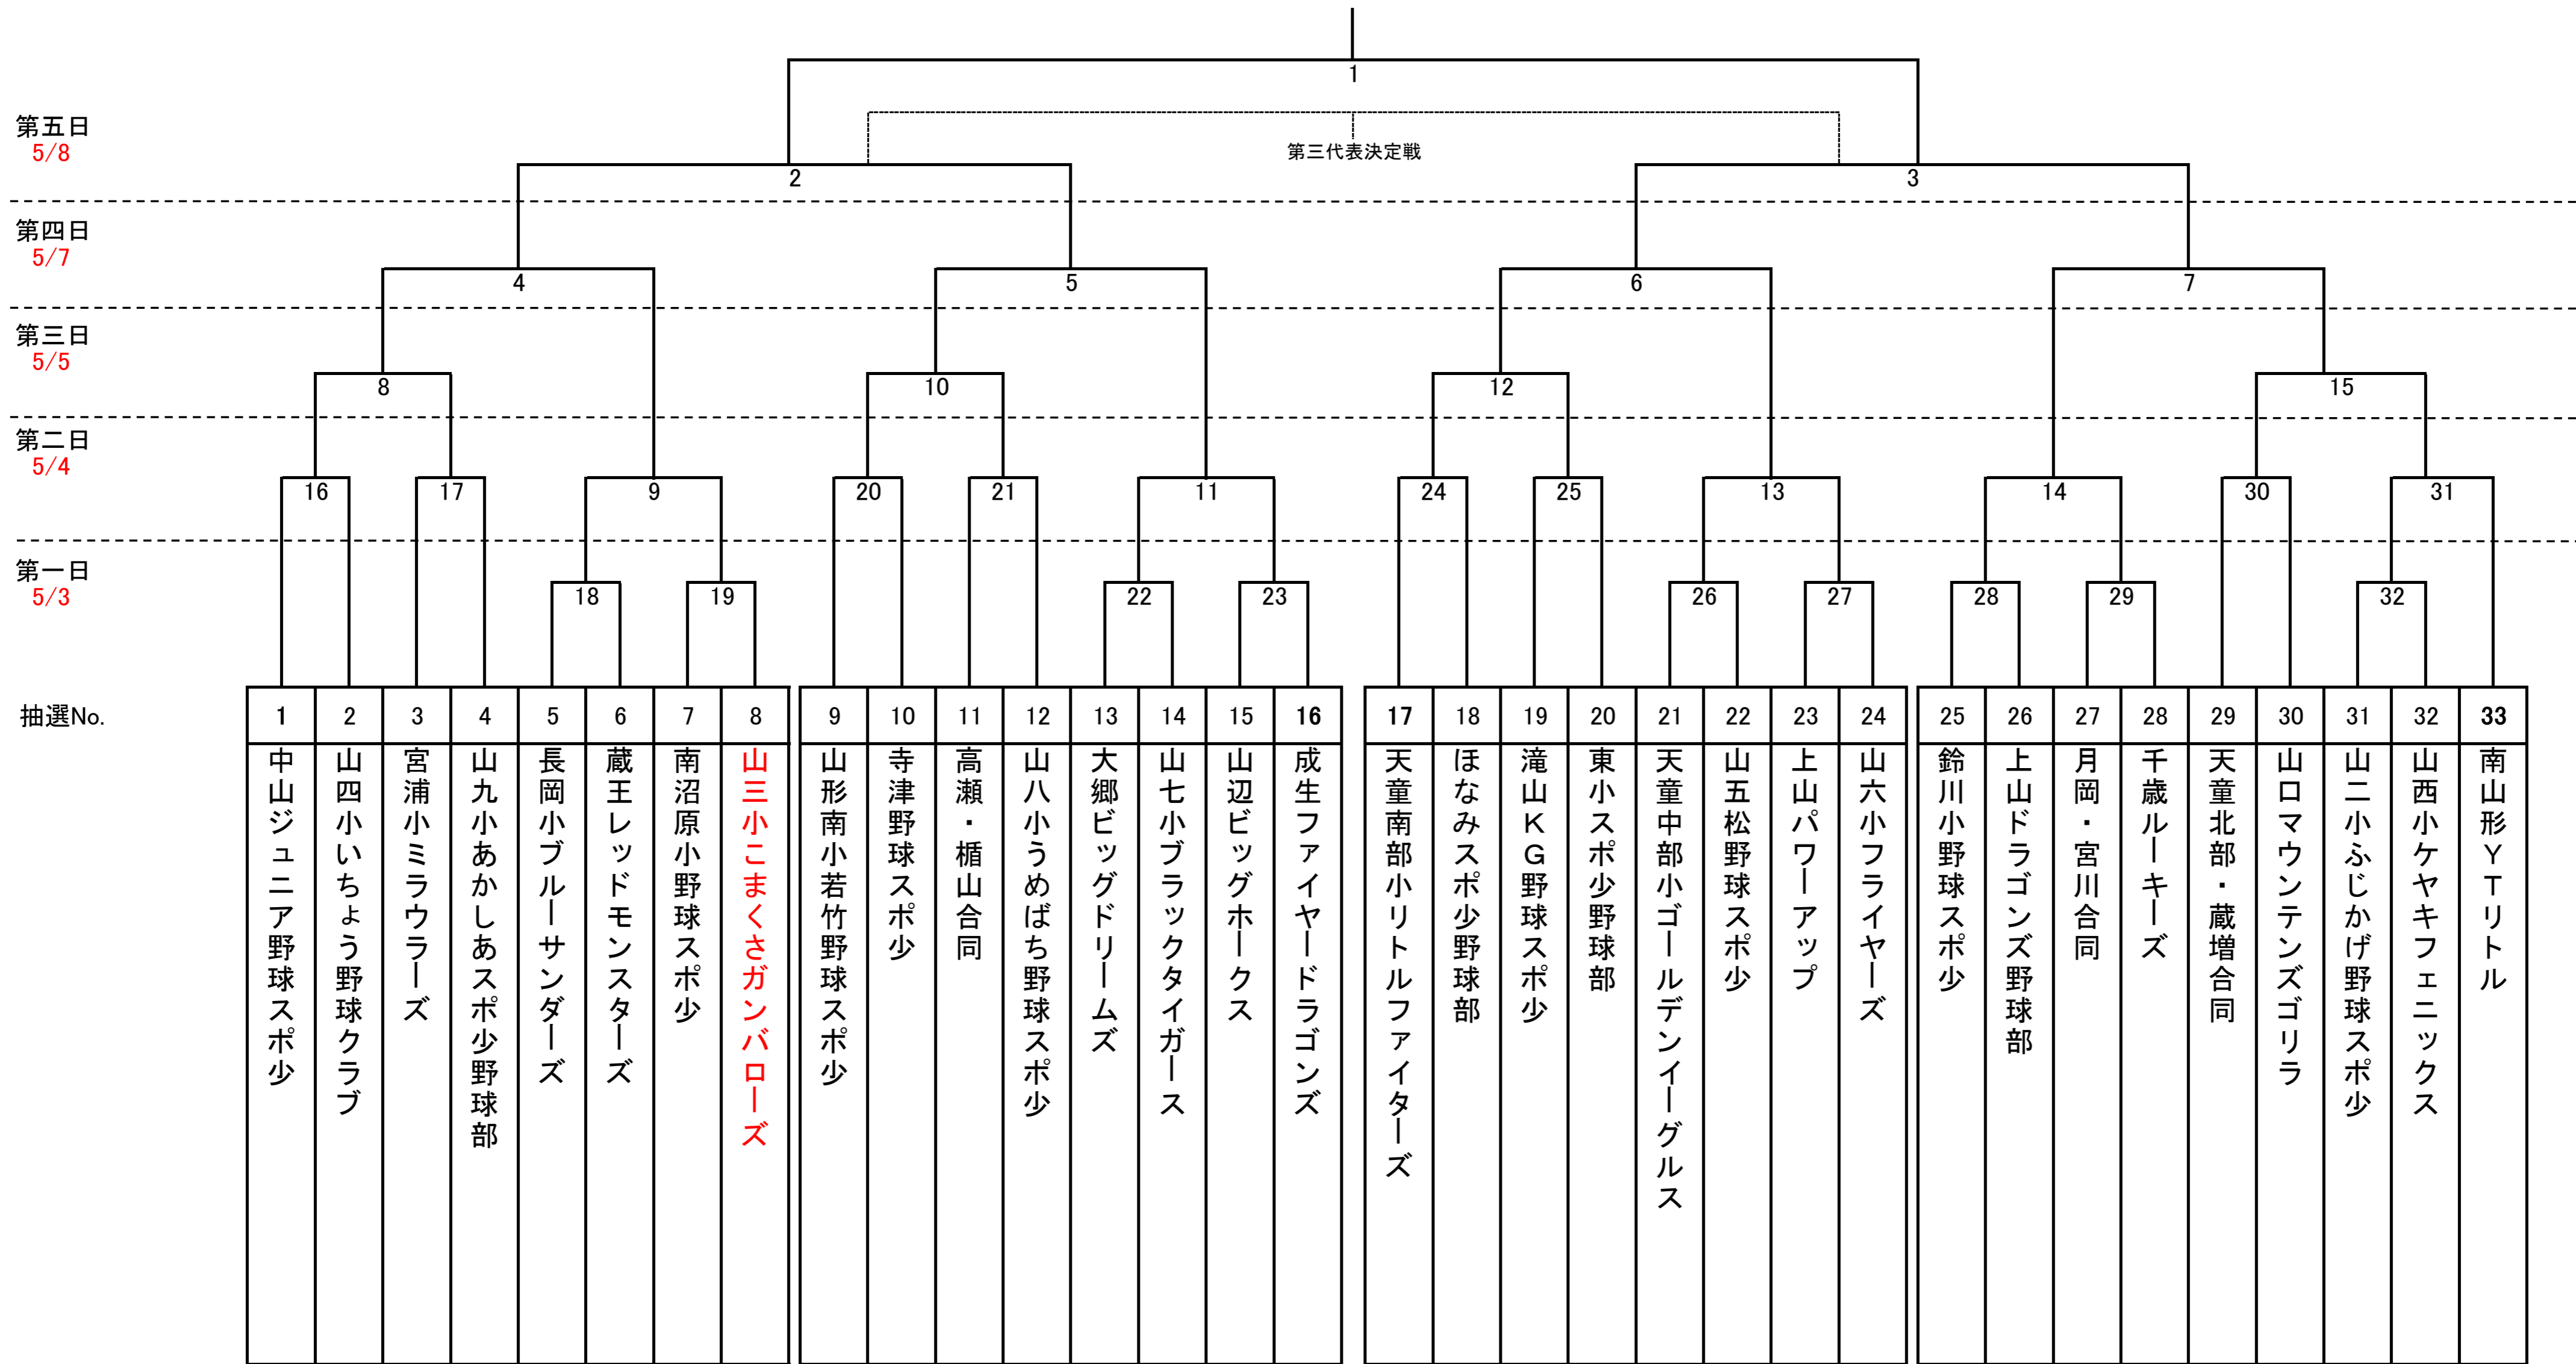 1
第五日
5/8
第三代表決定戦
2
3
第四日
5/7
4
5
6
7
第三日
5/5
8
10
12
15
第二日
5/4
16
17
9
20
21
11
24
25
13
14
30
31
第一日
5/3
18
19
22
23
26
27
28
29
32
抽選No.
1
2
3
4
5
6
7
8
9
10
11
12
13
14
15
16
17
18
19
20
21
22
23
24
25
26
27
28
29
30
31
32
33
中山ジュニア野球スポ少
山四小いちょう野球クラブ
宮浦小ミラウラーズ
山九小あかしあスポ少野球部
長岡小ブルーサンダーズ
蔵王レッドモンスターズ
南沼原小野球スポ少
山三小こまくさガンバローズ
山形南小若竹野球スポ少
寺津野球スポ少
高瀬・楯山合同
山八小うめばち野球スポ少
大郷ビッグドリームズ
山七小ブラックタイガース
山辺ビッグホークス
成生ファイヤードラゴンズ
天童南部小リトルファイターズ
ほなみスポ少野球部
滝山KG野球スポ少
東小スポ少野球部
天童中部小ゴールデンイーグルス
山五松野球スポ少
上山パワーアップ
山六小フライヤーズ
鈴川小野球スポ少
上山ドラゴンズ野球部
月岡・宮川合同
千歳ルーキーズ
天童北部・蔵増合同
山口マウンテンズゴリラ
山二小ふじかげ野球スポ少
山西小ケヤキフェニックス
南山形YTリトル